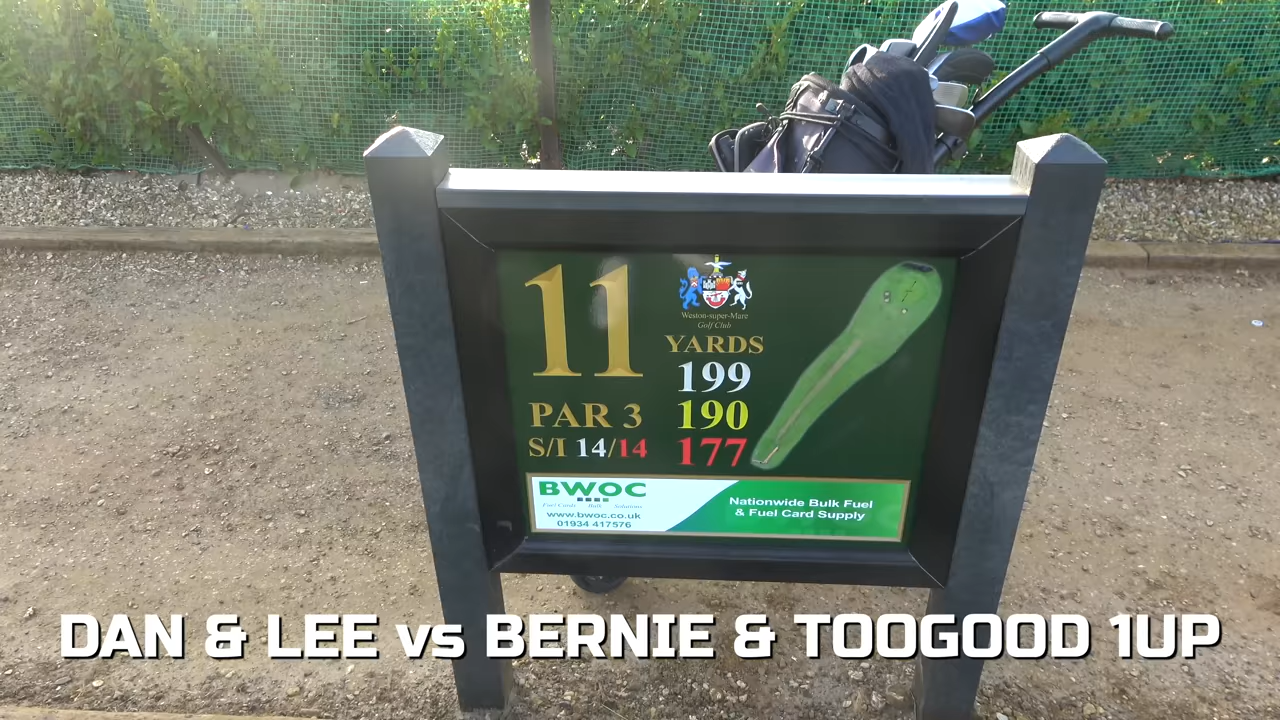 11
Weston-super-Mare
Golf Club
YARDS
199
PAR 3 190
S/I 14/14 177
BWOC
Fuel Cards Bulk Solutions
www.bwoc.co.uk
01934 417576
Nationwide Bulk Fuel
& Fuel Card Supply
DAN & LEE vs BERNIE & TOOGOOD 1UP